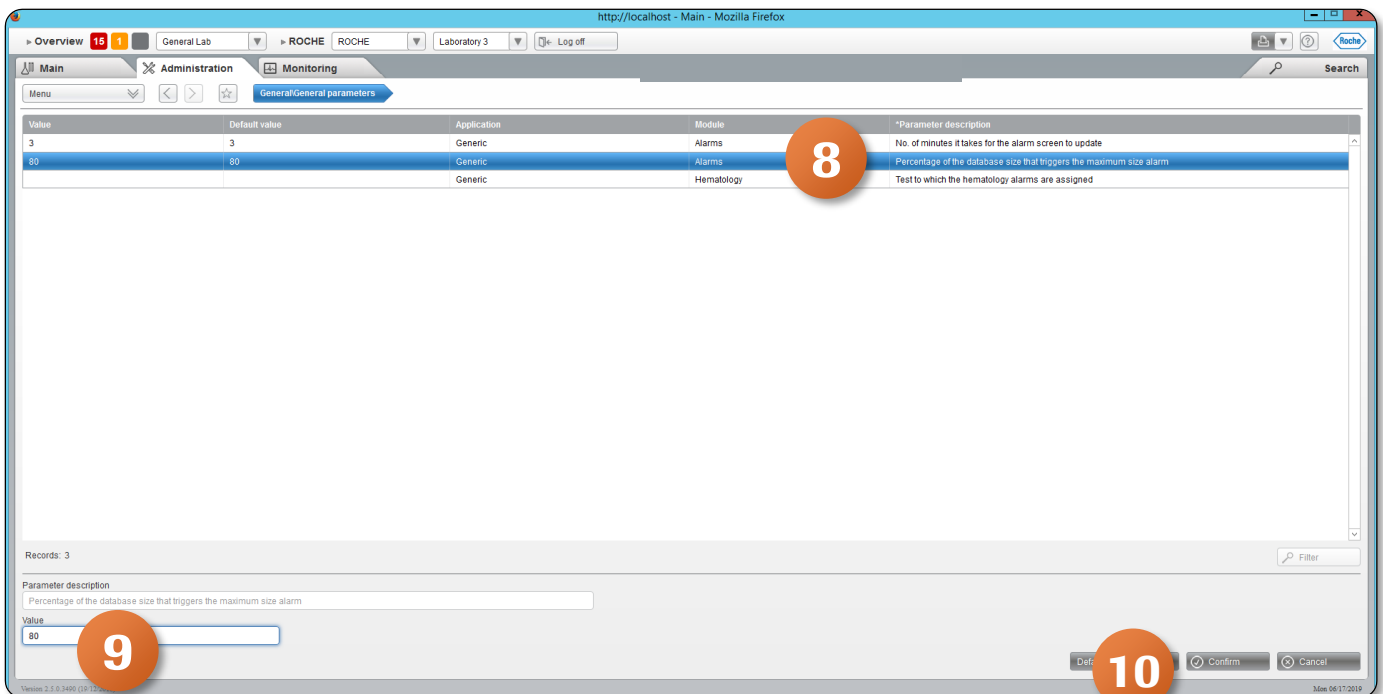 http://localhost - Main - Mozilla Firefox
Overview 15 1 General Lab ROCHE ROCHE Laboratory 3 Log off Roche
Main Administration Monitoring Search
Menu General\General parameters
Value Default value Application Module *Parameter description
3 3 Generic Alarms No. of minutes it takes for the alarm screen to update
80 80 Generic Alarms Percentage of the database size that triggers the maximum size alarm
Generic Hematology Test to which the hematology alarms are assigned
8
Records: 3 Filter
Parameter description
Percentage of the database size that triggers the maximum size alarm
Value
80
9
10 Confirm Cancel
Version 2.3.0.3490 Mon 06/17/2019